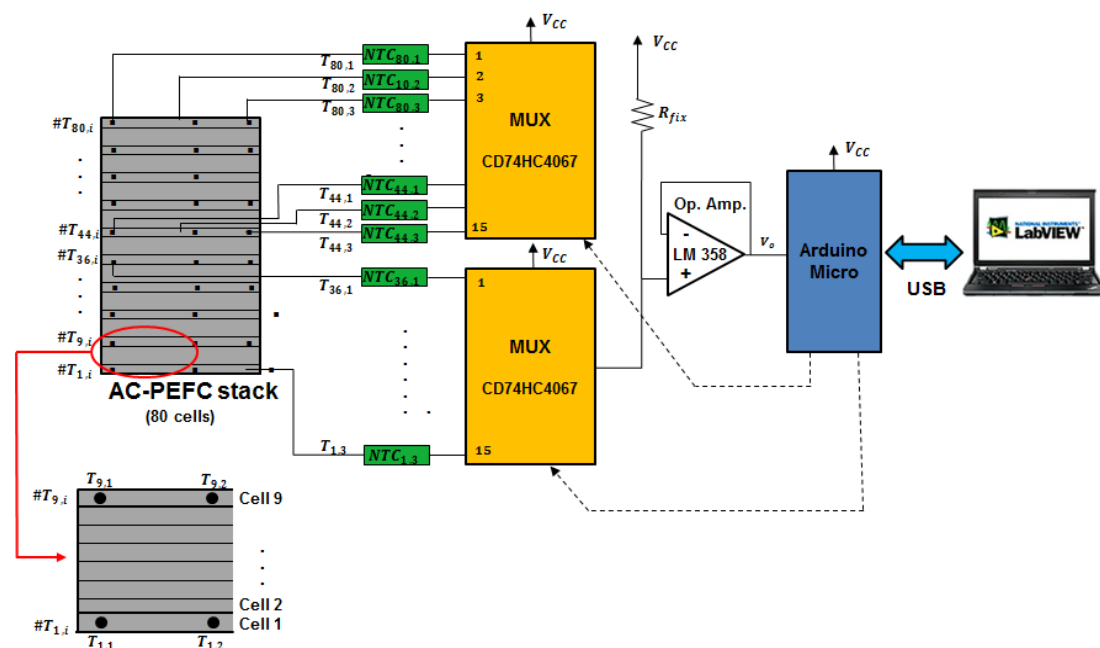 V_CC
V_CC
V_CC
V_CC
T_80,1
NTC_80,1
1
T_80,2
NTC_10,2
2
T_80,3
NTC_80,3
3
MUX
CD74HC4067
R_fix
#T_80,i
T_44,1
NTC_44,1
T_44,2
NTC_44,2
T_44,3
NTC_44,3
15
#T_44,i
#T_36,i
T_36,1
NTC_36,1
1
MUX
CD74HC4067
Op. Amp.
-
LM 358
+
V_o
Arduino
Micro
USB
NATIONAL INSTRUMENTS
LabVIEW
#T_9,i
#T_1,i
AC-PEFC stack
(80 cells)
T_1,3
NTC_1,3
15
T_9,1
T_9,2
#T_9,i
Cell 9
Cell 2
#T_1,i
Cell 1
T_1,1
T_1,2